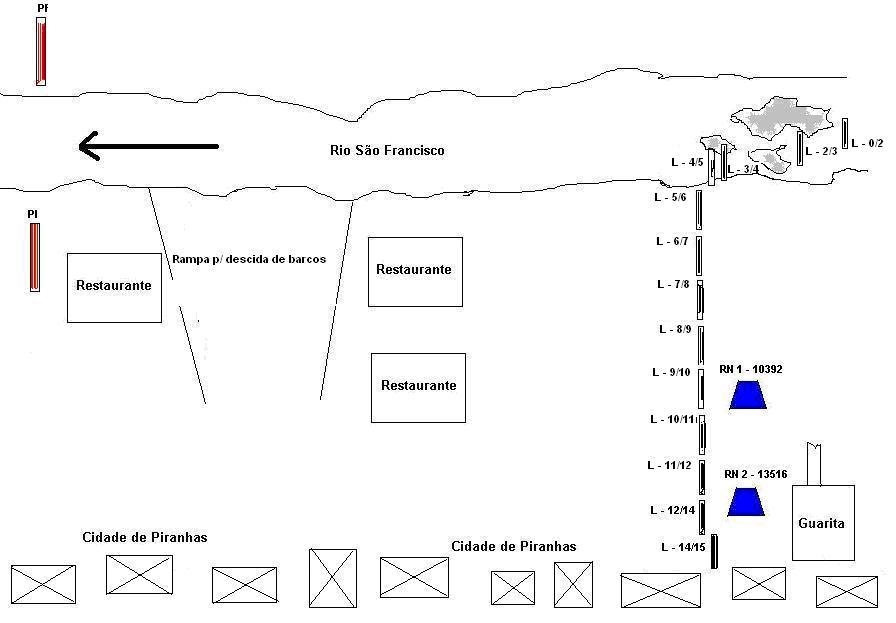 PF
Rio São Francisco
L - 0/2
L - 2/3
L - 4/5
L - 3/4
L - 5/6
PI
L - 6/7
Rampa p/ descida de barcos
Restaurante
Restaurante
L - 7/8
L - 8/9
L - 9/10
RN 1 - 10392
Restaurante
L - 10/11
L - 11/12
RN 2 - 13516
L - 12/14
Guarita
Cidade de Piranhas
Cidade de Piranhas
L - 14/15